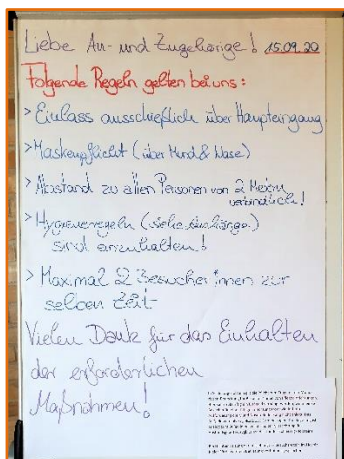 Liebe An- und Zugehörige! 15.09.20
Folgende Regeln gelten bei uns:
> Einlass ausschließlich über Haupteingang
> Maskenpflicht (über Mund & Nase)
> Abstand zu allen Personen von 2 Metern
verbindlich!
> Hygieneregeln (siehe Aushänge)
sind einzuhalten!
> Maximal 2 Besucher*innen zur
selben Zeit
Vielen Dank für das Einhalten
der erforderlichen
Maßnahmen!